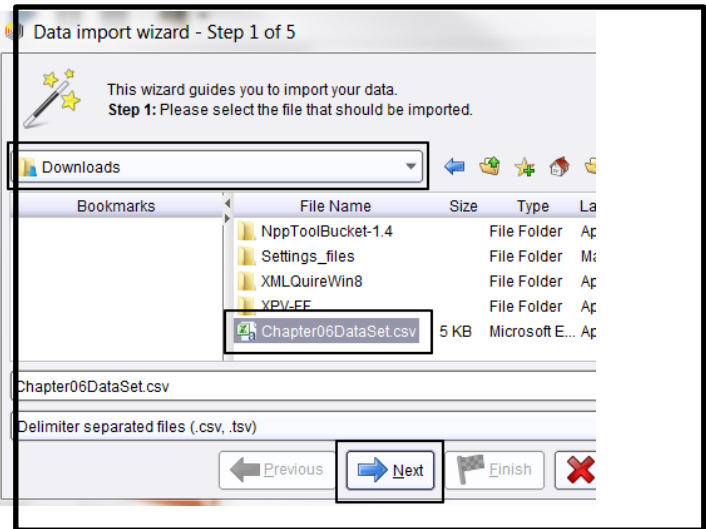 Data import wizard - Step 1 of 5
This wizard guides you to import your data.
Step 1: Please select the file that should be imported.
Downloads
Bookmarks File Name Size Type La
NppToolBucket-1.4 File Folder Ap
Settings_files File Folder Ma
XMLQuireWin8 File Folder Ap
XPV-FF File Folder Ap
Chapter06DataSet.csv 5 KB Microsoft E... Ap
Chapter06DataSet.csv
Delimiter separated files (.csv, .tsv)
Previous Next Finish